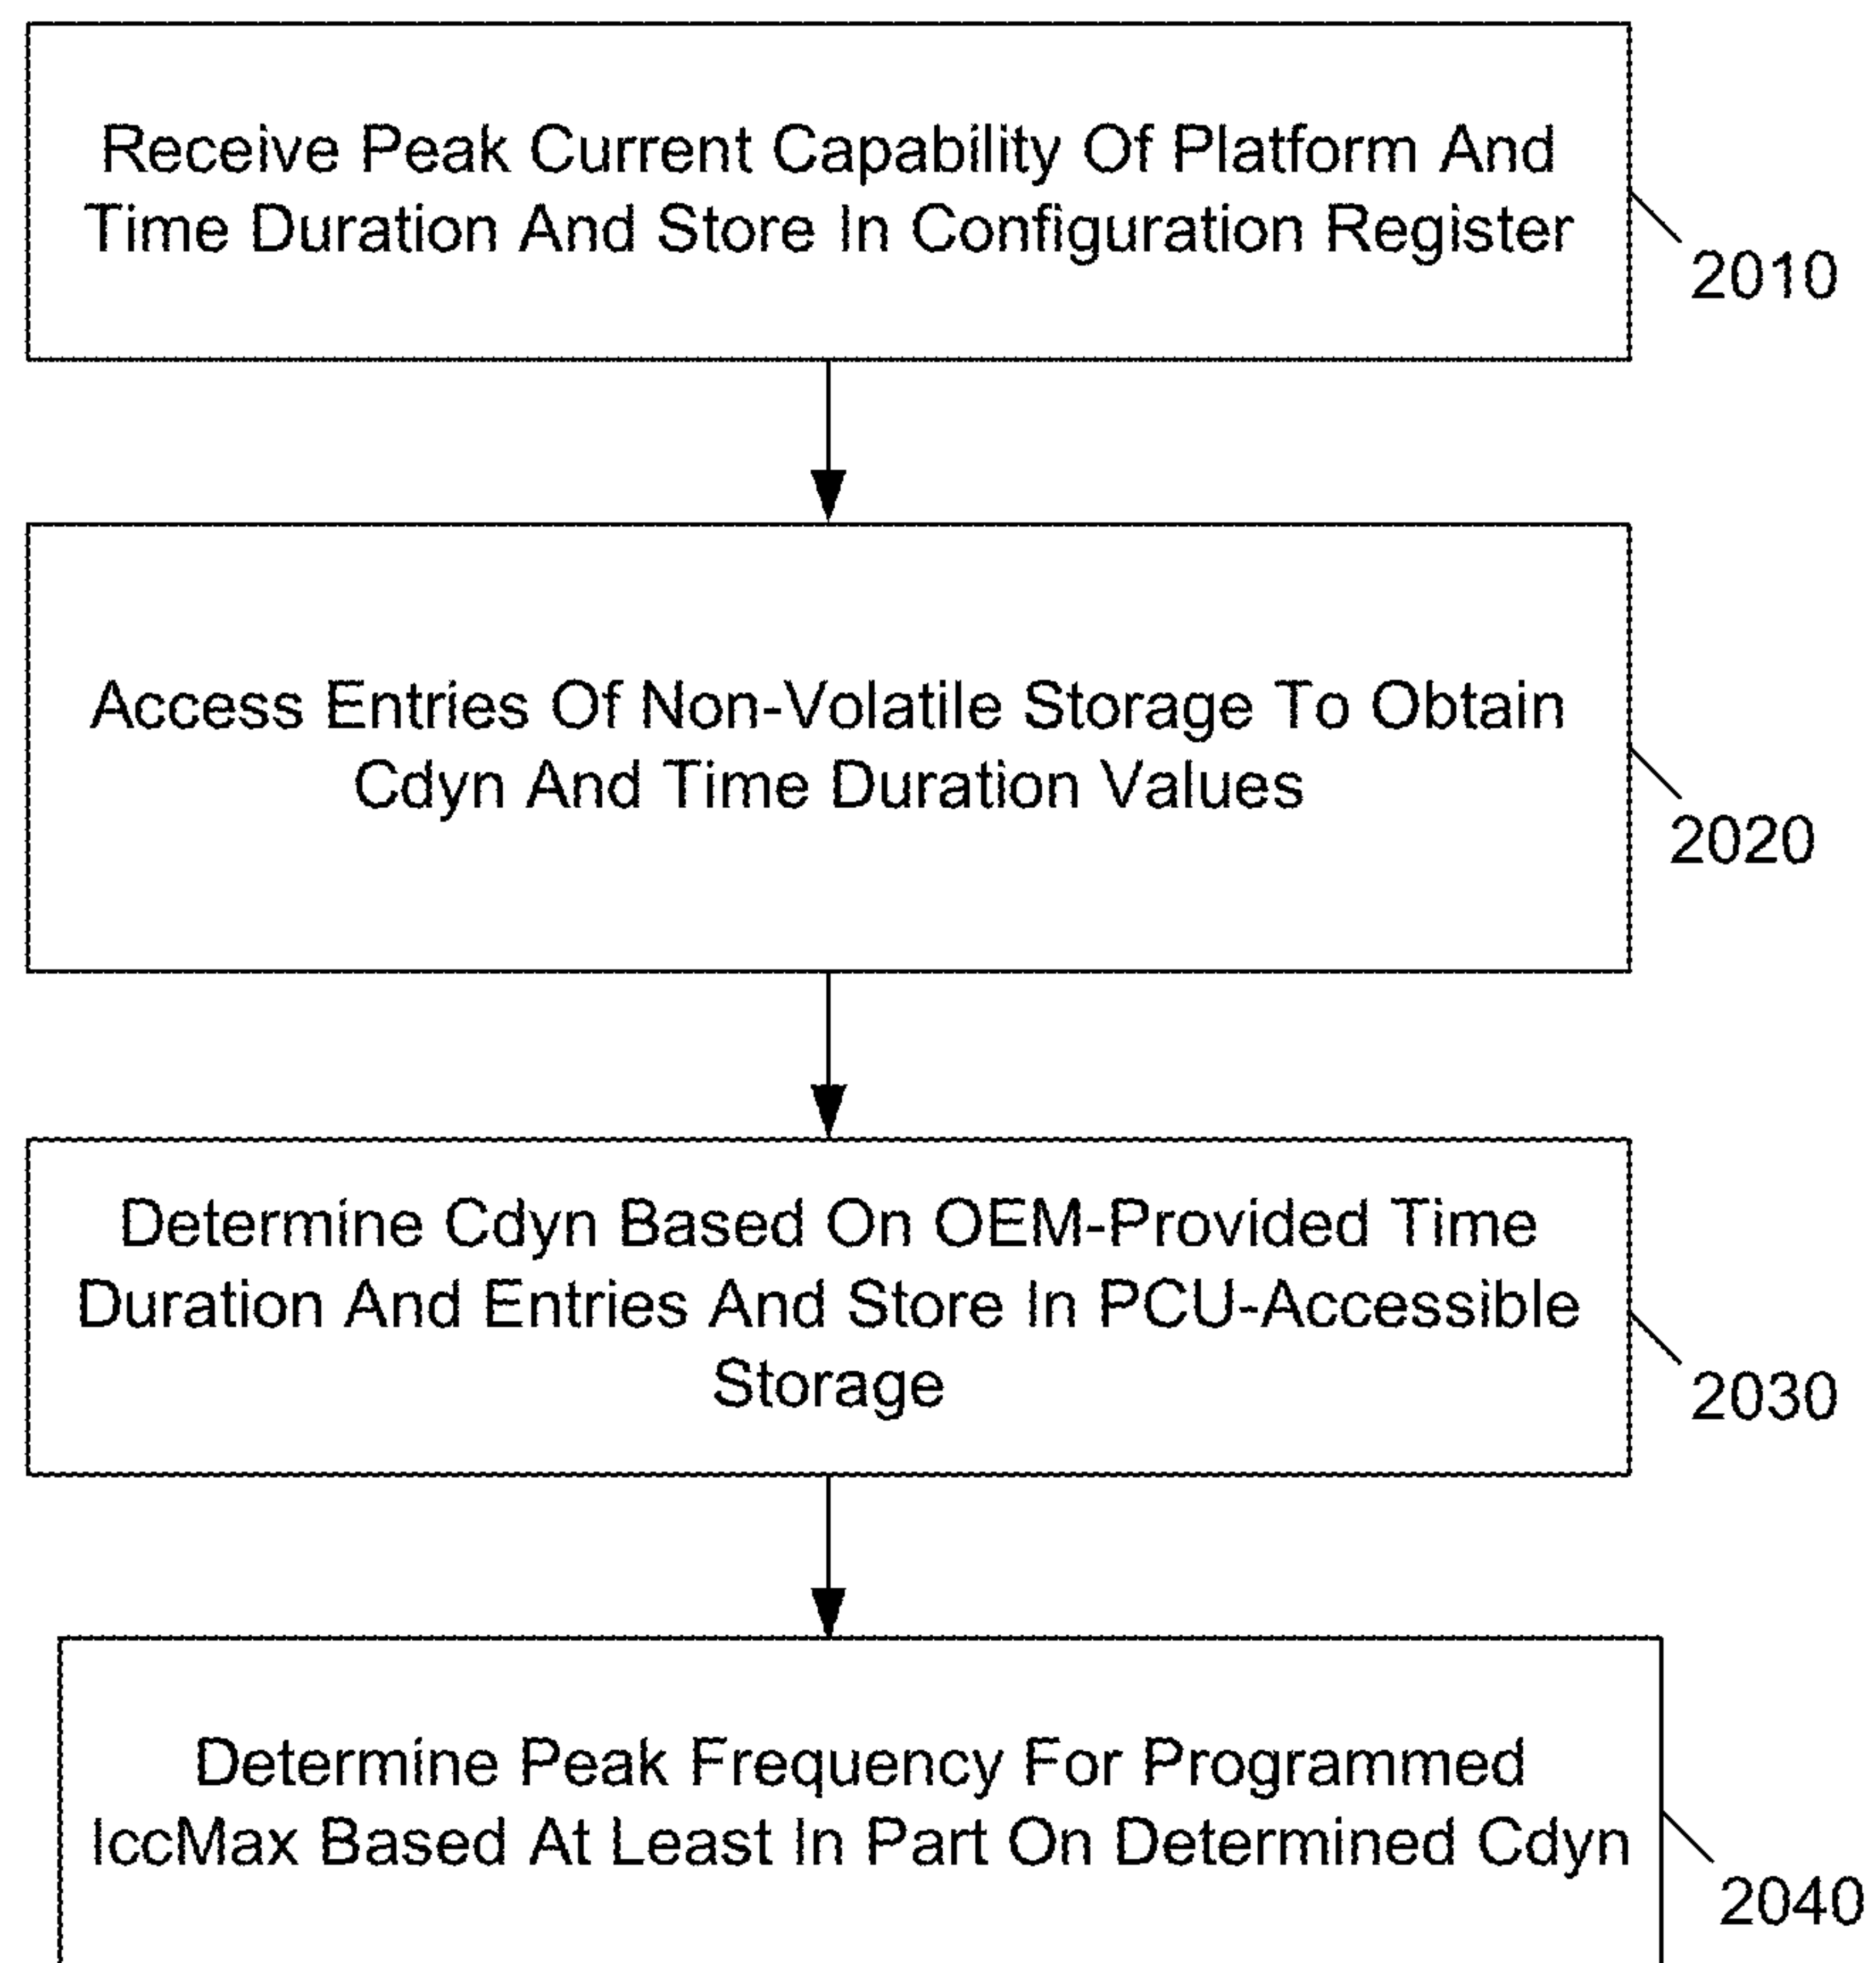 Receive Peak Current Capability Of Platform And
Time Duration And Store In Configuration Register
2010
Access Entries Of Non-Volatile Storage To Obtain
Cdyn And Time Duration Values
2020
Determine Cdyn Based On OEM-Provided Time
Duration And Entries And Store In PCU-Accessible
Storage
2030
Determine Peak Frequency For Programmed
IccMax Based At Least In Part On Determined Cdyn
2040